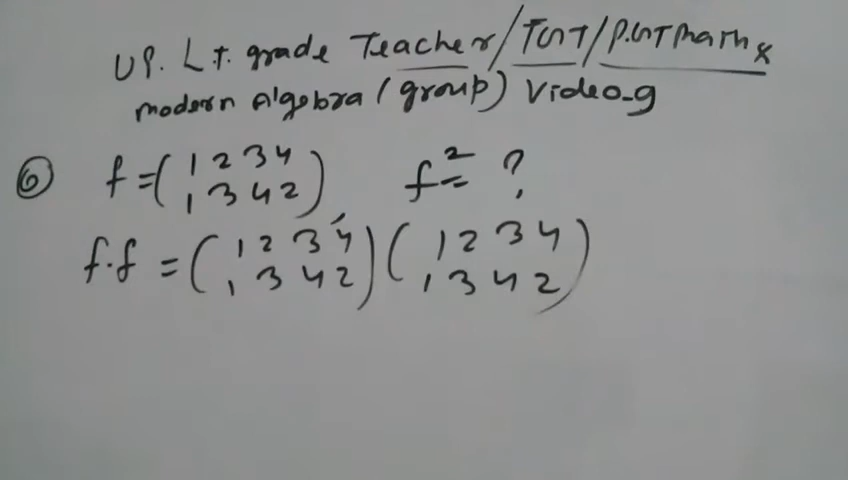 UP. L.t. grade Teacher/TGT/P.GT Math x
modern Algebra (group) Video-9
⑥ f = ( 1 2 3 4 ) f² = ?
( 1 3 4 2 )
f.f = ( 1 2 3 4 ) ( 1 2 3 4 )
( 1 3 4 2 ) ( 1 3 4 2 )